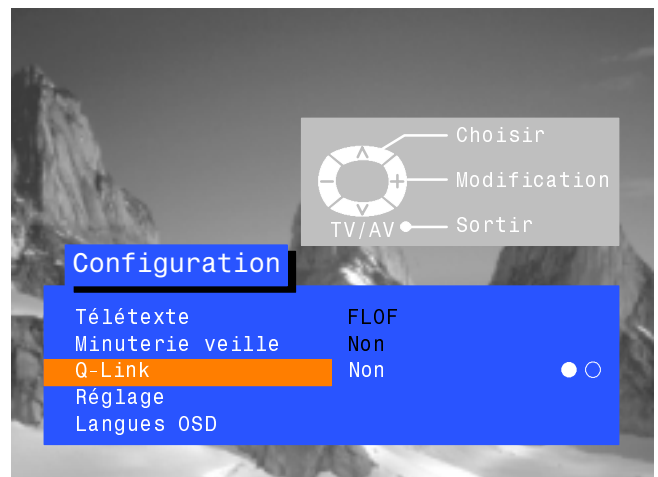 Choisir
Modification
TV/AV Sortir
Configuration
Télétexte FLOF
Minuterie veille Non
Q-Link Non
Réglage
Langues OSD